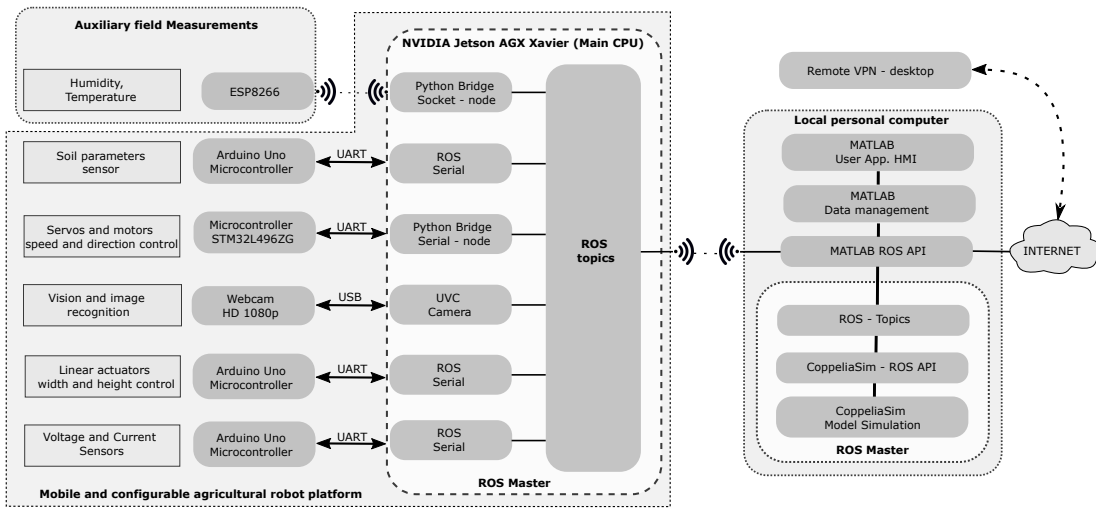 Auxiliary field Measurements
Humidity,
Temperature
ESP8266
NVIDIA Jetson AGX Xavier (Main CPU)
Python Bridge
Socket - node
Soil parameters
sensor
Arduino Uno
Microcontroller
UART
ROS
Serial
Servos and motors
speed and direction control
Microcontroller
STM32L496ZG
UART
Python Bridge
Serial - node
Vision and image
recognition
Webcam
HD 1080p
USB
UVC
Camera
Linear actuators
width and height control
Arduino Uno
Microcontroller
UART
ROS
Serial
Voltage and Current
Sensors
Arduino Uno
Microcontroller
UART
ROS
Serial
ROS
topics
ROS Master
Mobile and configurable agricultural robot platform
Remote VPN - desktop
Local personal computer
MATLAB
User App. HMI
MATLAB
Data management
MATLAB ROS API
INTERNET
ROS - Topics
CoppeliaSim - ROS API
CoppeliaSim
Model Simulation
ROS Master